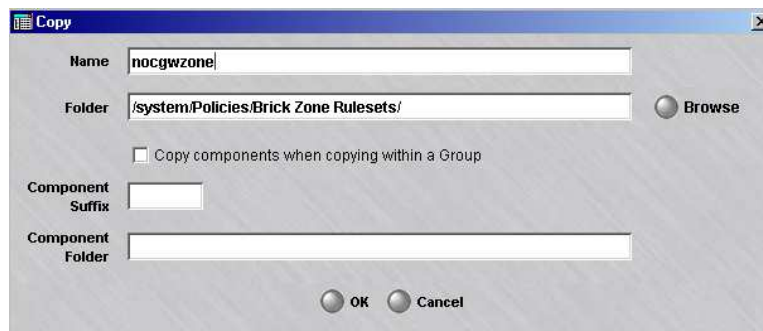 Copy
Name nocgwzone
Folder /system/Policies/Brick Zone Rulesets/ Browse
Copy components when copying within a Group
Component
Suffix
Component
Folder
OK Cancel